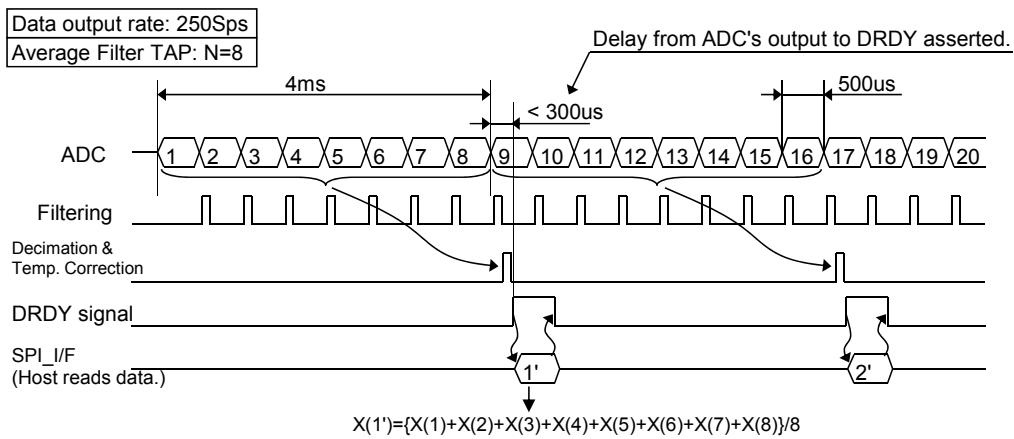 Data output rate: 250Sps
Average Filter TAP: N=8
Delay from ADC's output to DRDY asserted.
4ms
500us
< 300us
ADC
1 2 3 4 5 6 7 8 9 10 11 12 13 14 15 16 17 18 19 20
Filtering
Decimation &
Temp. Correction
DRDY signal
SPI_I/F
(Host reads data.)
1' 2'
X(1')={X(1)+X(2)+X(3)+X(4)+X(5)+X(6)+X(7)+X(8)}/8